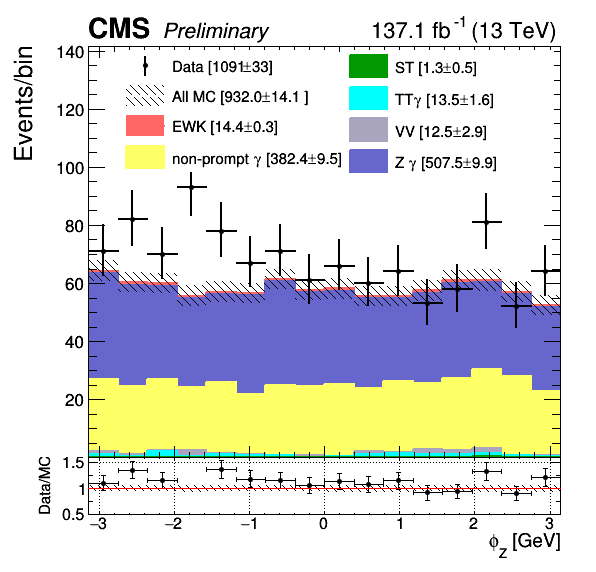 CMS Preliminary 137.1 fb⁻¹ (13 TeV)
Events/bin
140
120
100
80
60
40
20
Data [1091±33]
All MC [932.0±14.1 ]
EWK [14.4±0.3]
non-prompt γ [382.4±9.5]
ST [1.3±0.5]
TTγ [13.5±1.6]
VV [12.5±2.9]
Z γ [507.5±9.9]
Data/MC
1.5
1
0.5
−3 −2 −1 0 1 2 3
ϕ_Z [GeV]